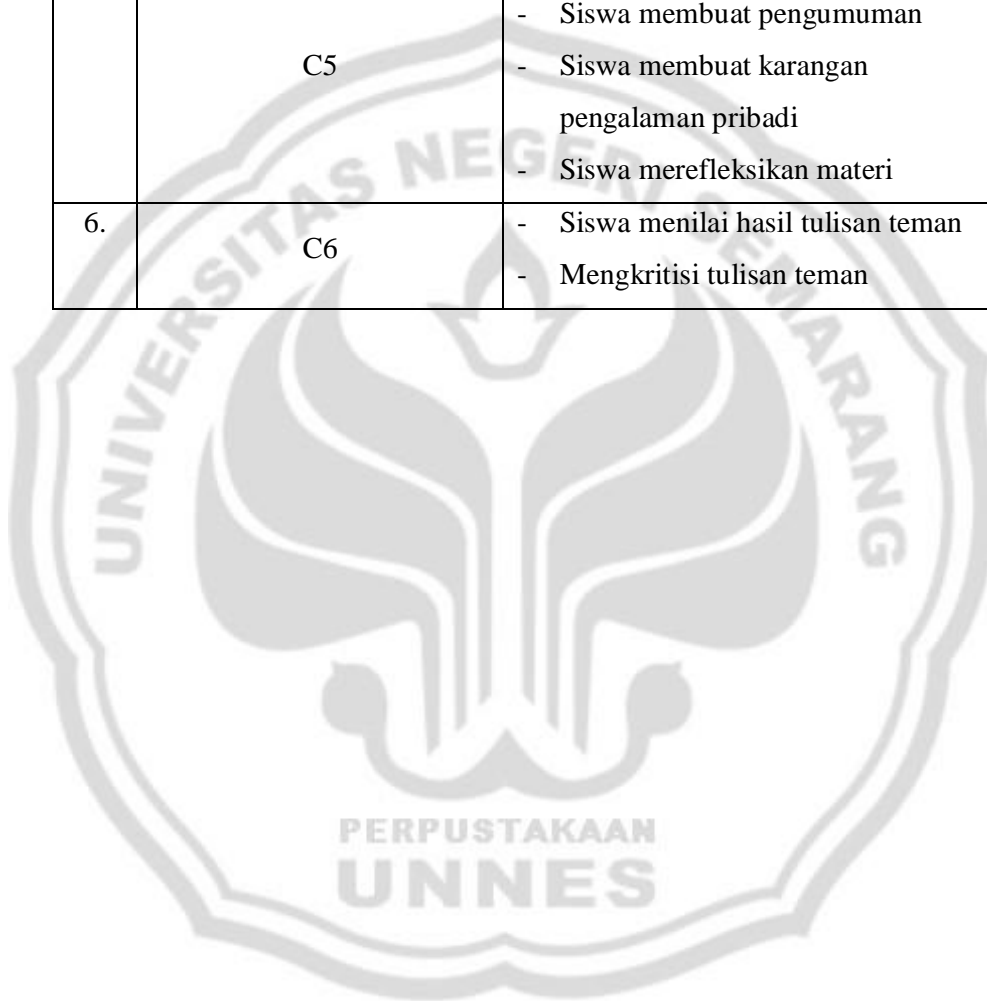 - Siswa membuat pengumuman
C5
- Siswa membuat karangan
pengalaman pribadi
- Siswa merefleksikan materi
6.
C6
- Siswa menilai hasil tulisan teman
- Mengkritisi tulisan teman
UNIVERSITAS NEGERI SEMARANG
PERPUSTAKAAN
UNNES